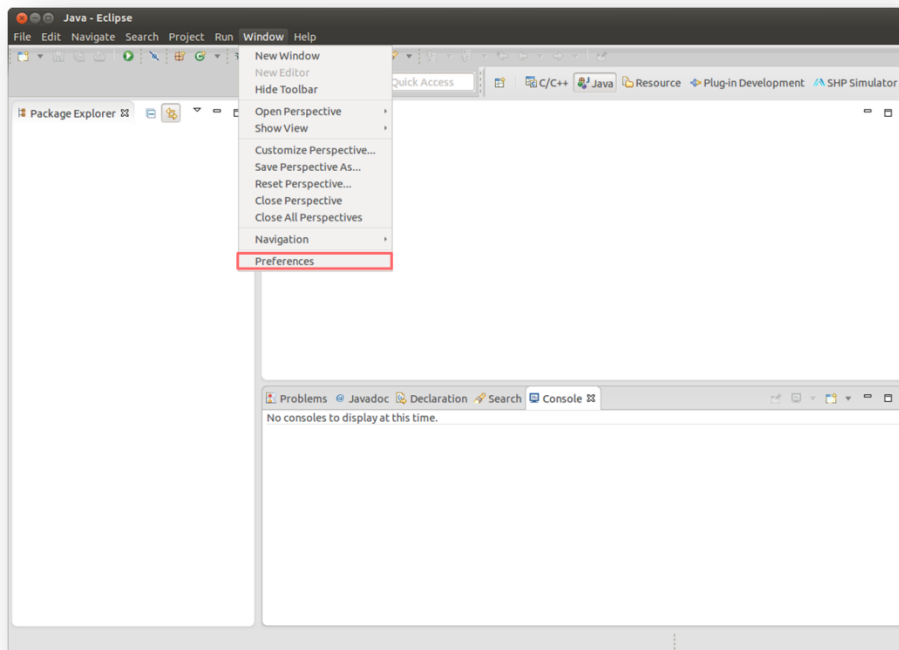 Java - Eclipse
File Edit Navigate Search Project Run Window Help
New Window
New Editor
Hide Toolbar
Open Perspective
Show View
Customize Perspective...
Save Perspective As...
Reset Perspective...
Close Perspective
Close All Perspectives
Navigation
Preferences
Quick Access
C/C++ Java Resource Plug-in Development SHP Simulator
Package Explorer
Problems Javadoc Declaration Search Console
No consoles to display at this time.